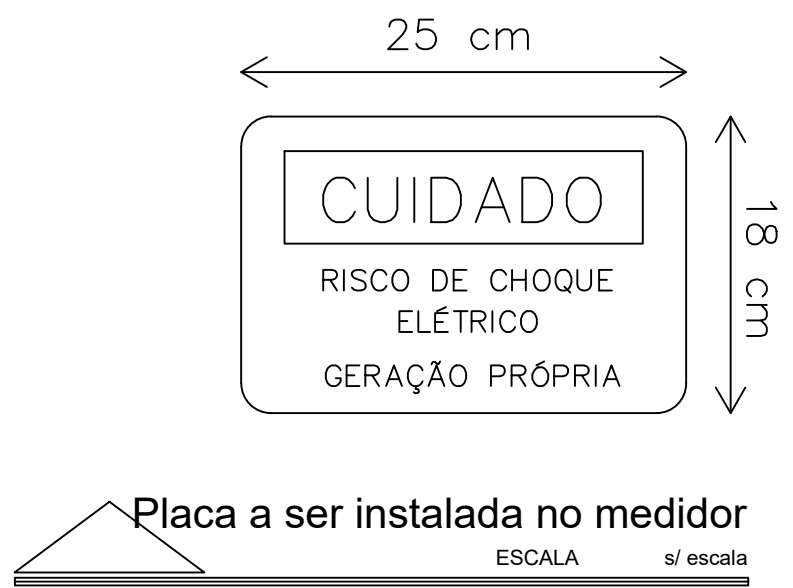 25 cm
CUIDADO
18 cm
RISCO DE CHOQUE
ELÉTRICO
GERAÇÃO PRÓPRIA
Placa a ser instalada no medidor
ESCALA s/ escala